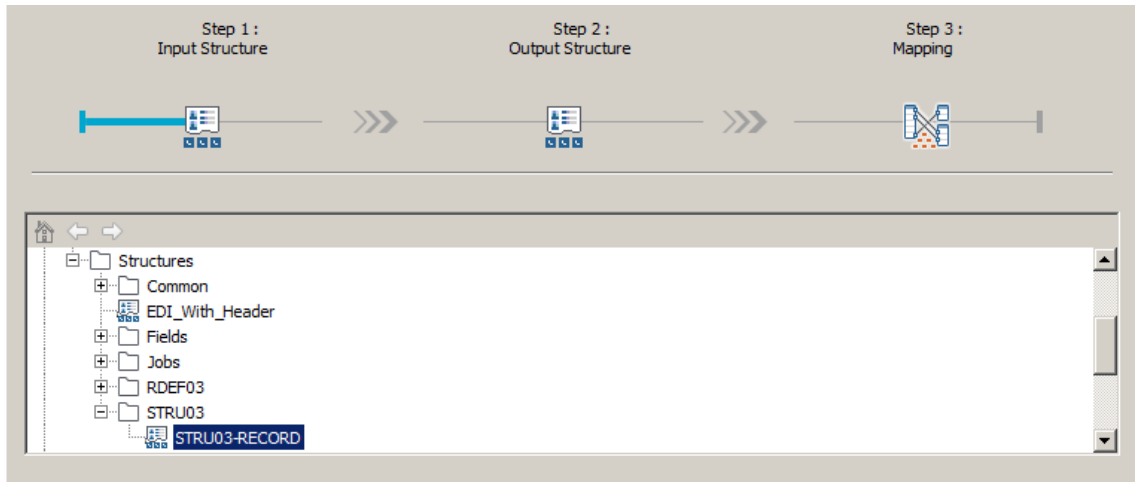 Step 1 :
Input Structure
Step 2 :
Output Structure
Step 3 :
Mapping
Structures
Common
EDI_With_Header
Fields
Jobs
RDEF03
STRU03
STRU03-RECORD